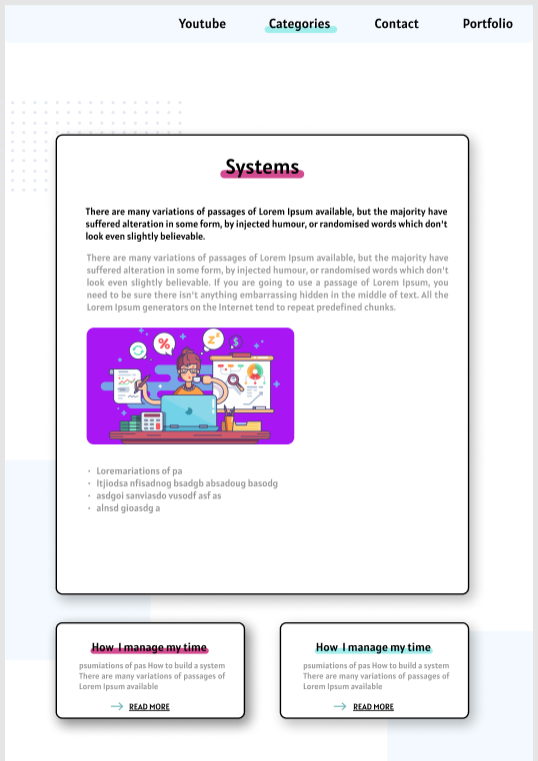 Youtube Categories Contact Portfolio
Systems
There are many variations of passages of Lorem Ipsum available, but the majority have
suffered alteration in some form, by injected humour, or randomised words which don't
look even slightly believable.
There are many variations of passages of Lorem Ipsum available, but the majority have
suffered alteration in some form, by injected humour, or randomised words which don't
look even slightly believable. If you are going to use a passage of Lorem Ipsum, you
need to be sure there isn't anything embarrassing hidden in the middle of text. All the
Lorem Ipsum generators on the Internet tend to repeat predefined chunks.
%
z z
$
· Loremariations of pa
· Itjiodsa nfisadnog bsadgb absadoug basodg
· asdgoi sanviasdo vusodf asf as
· alnsd gioasdg a
How I manage my time
psumiations of pas How to build a system
There are many variations of passages of
Lorem Ipsum available
READ MORE
How I manage my time
psumiations of pas How to build a system
There are many variations of passages of
Lorem Ipsum available
READ MORE